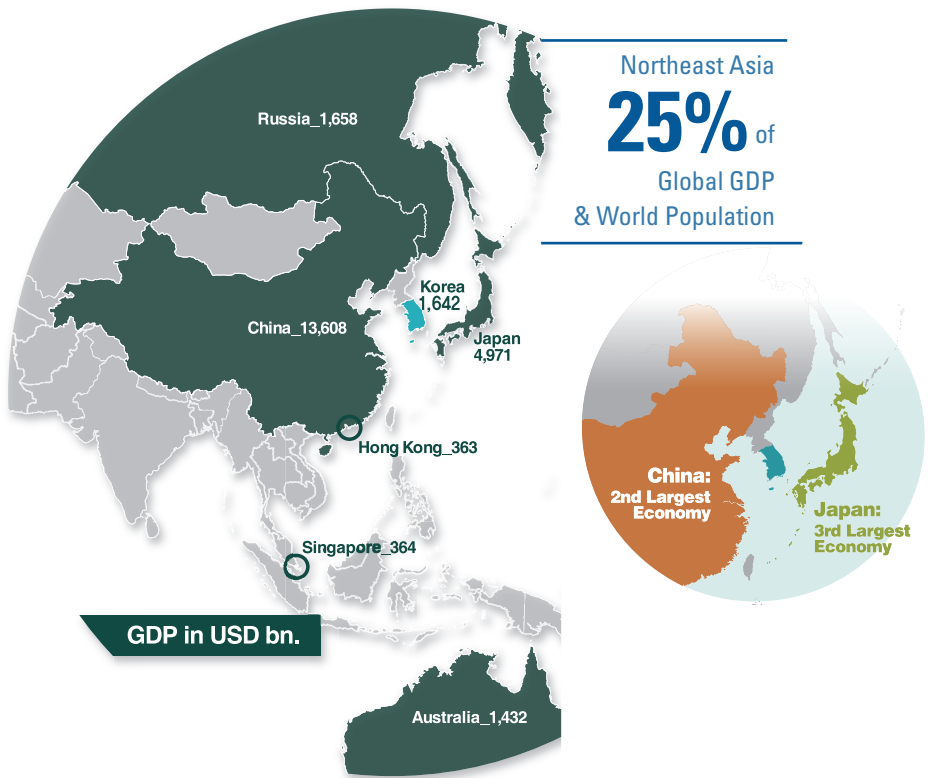 Northeast Asia
25% of
Global GDP
& World Population
Russia_1,658
Korea
1,642
China_13,608
Japan
4,971
Hong Kong_363
Singapore_364
GDP in USD bn.
Australia_1,432
China:
2nd Largest
Economy
Japan:
3rd Largest
Economy